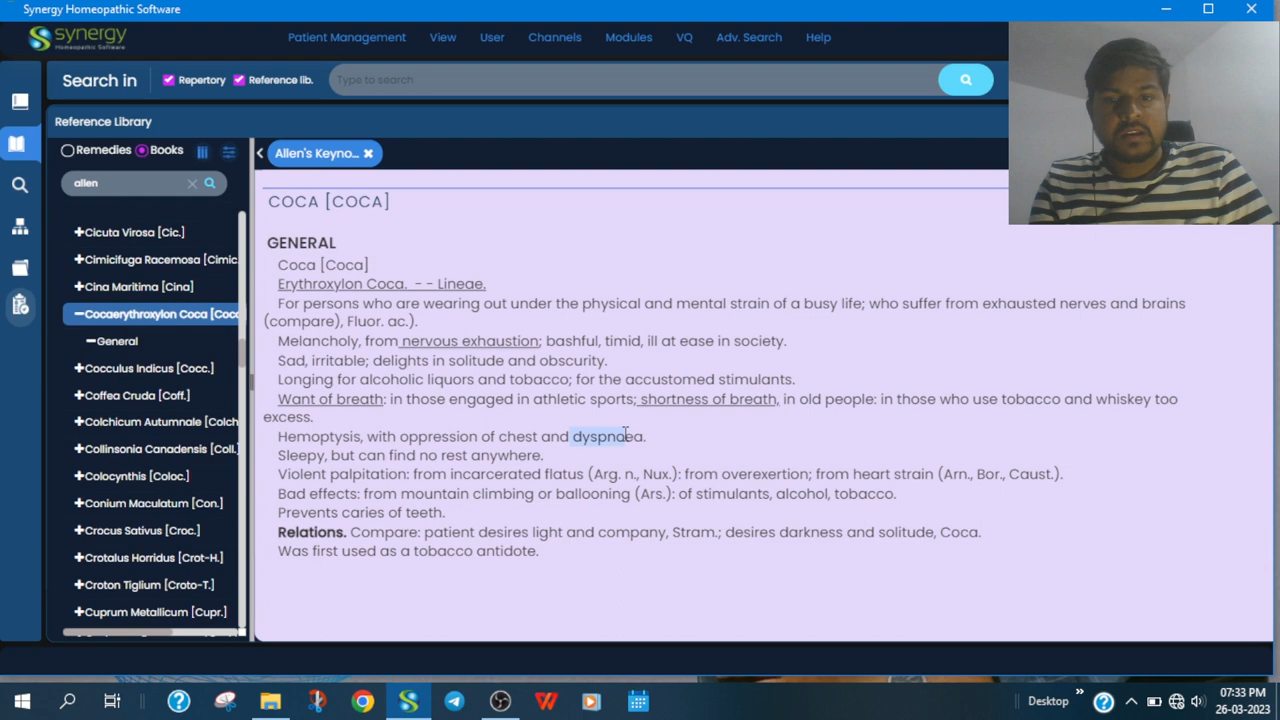 Synergy Homeopathic Software
synergy
Homeopathic Software
Patient Management View User Channels Modules VQ Adv. Search Help
Search in Repertory Reference lib. Type to search
Reference Library
Remedies Books
Allen's Keyno...
allen
Cicuta Virosa [Cic.]
Cimicifuga Racemosa [Cimic.
Cina Maritima [Cina]
Cocaerythroxylon Coca [Coca
General
Cocculus Indicus [Cocc.]
Coffea Cruda [Coff.]
Colchicum Autumnale [Colch.
Collinsonia Canadensis [Coll.]
Colocynthis [Coloc.]
Conium Maculatum [Con.]
Crocus Sativus [Croc.]
Crotalus Horridus [Crot-H.]
Croton Tiglium [Croto-T.]
Cuprum Metallicum [Cupr.]
COCA [COCA]
GENERAL
Coca [Coca]
Erythroxylon Coca. - - Lineae.
For persons who are wearing out under the physical and mental strain of a busy life; who suffer from exhausted nerves and brains
(compare), Fluor. ac.).
Melancholy, from nervous exhaustion; bashful, timid, ill at ease in society.
Sad, irritable; delights in solitude and obscurity.
Longing for alcoholic liquors and tobacco; for the accustomed stimulants.
Want of breath: in those engaged in athletic sports; shortness of breath, in old people: in those who use tobacco and whiskey too
excess.
Hemoptysis, with oppression of chest and dyspnoea.
Sleepy, but can find no rest anywhere.
Violent palpitation: from incarcerated flatus (Arg. n., Nux.): from overexertion; from heart strain (Arn., Bor., Caust.).
Bad effects: from mountain climbing or ballooning (Ars.): of stimulants, alcohol, tobacco.
Prevents caries of teeth.
Relations. Compare: patient desires light and company, Stram.; desires darkness and solitude, Coca.
Was first used as a tobacco antidote.
Desktop
07:33 PM
26-03-2023